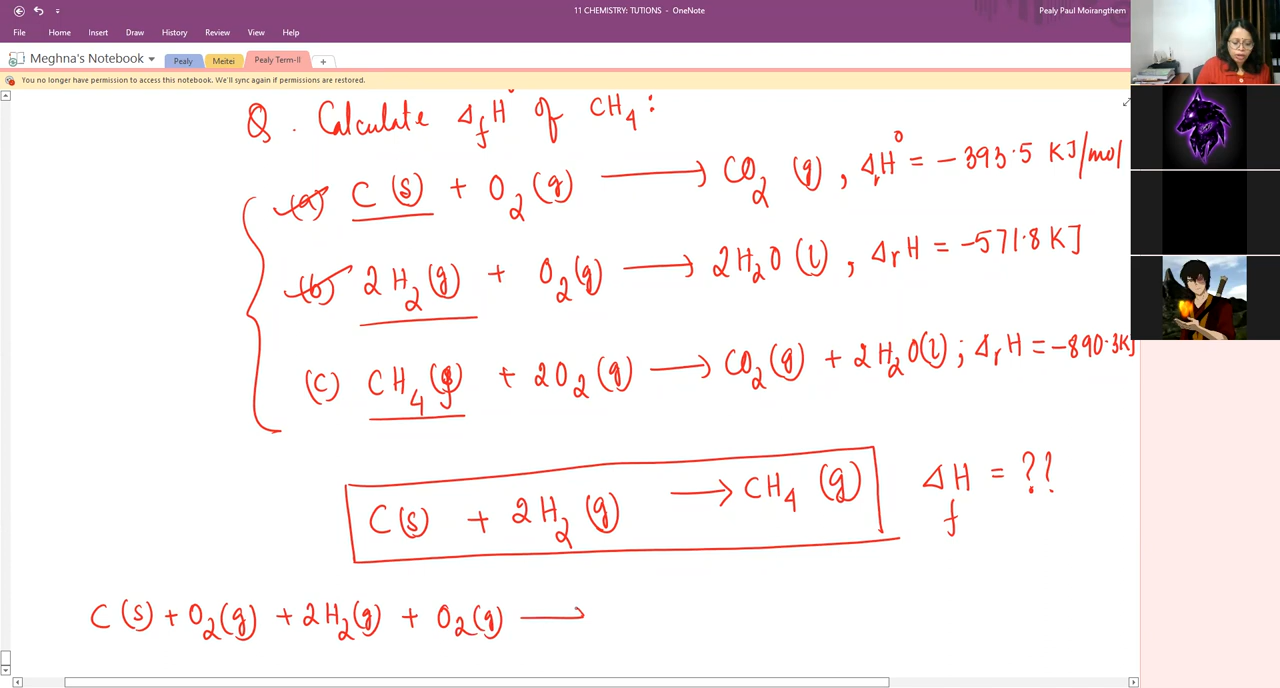 11 CHEMISTRY: TUTIONS - OneNote
Pealy Paul Moirangthem
File Home Insert Draw History Review View Help
Meghna's Notebook Pealy Meitei Pealy Term-II
You no longer have permission to access this notebook. We'll sync again if permissions are restored.
Q. Calculate ΔfH° of CH4:
(a) C(s) + O2(g) ⟶ CO2(g), ΔrH° = -393.5 KJ/mol
(b) 2H2(g) + O2(g) ⟶ 2H2O(l), ΔrH = -571.8 KJ
(c) CH4(g) + 2O2(g) ⟶ CO2(g) + 2H2O(l); ΔrH = -890.3KJ
C(s) + 2H2(g) ⟶ CH4(g) ΔfH = ??
C(s) + O2(g) + 2H2(g) + O2(g) ⟶